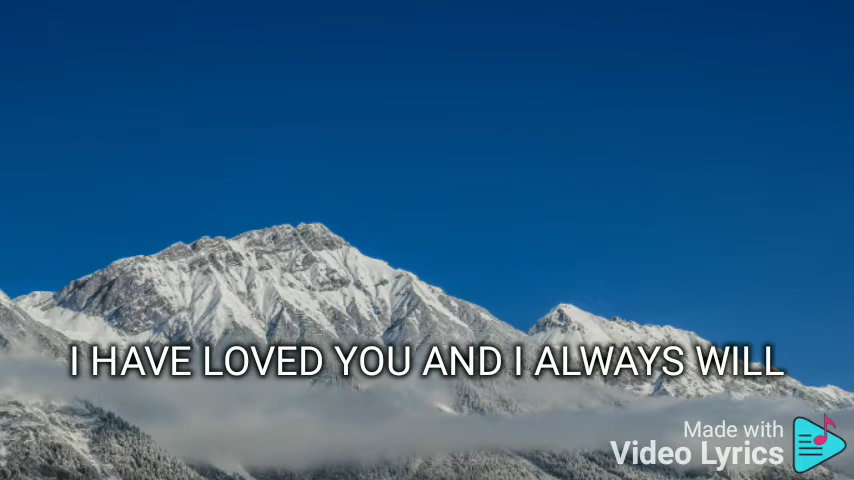 I HAVE LOVED YOU AND I ALWAYS WILL
Made with
Video Lyrics